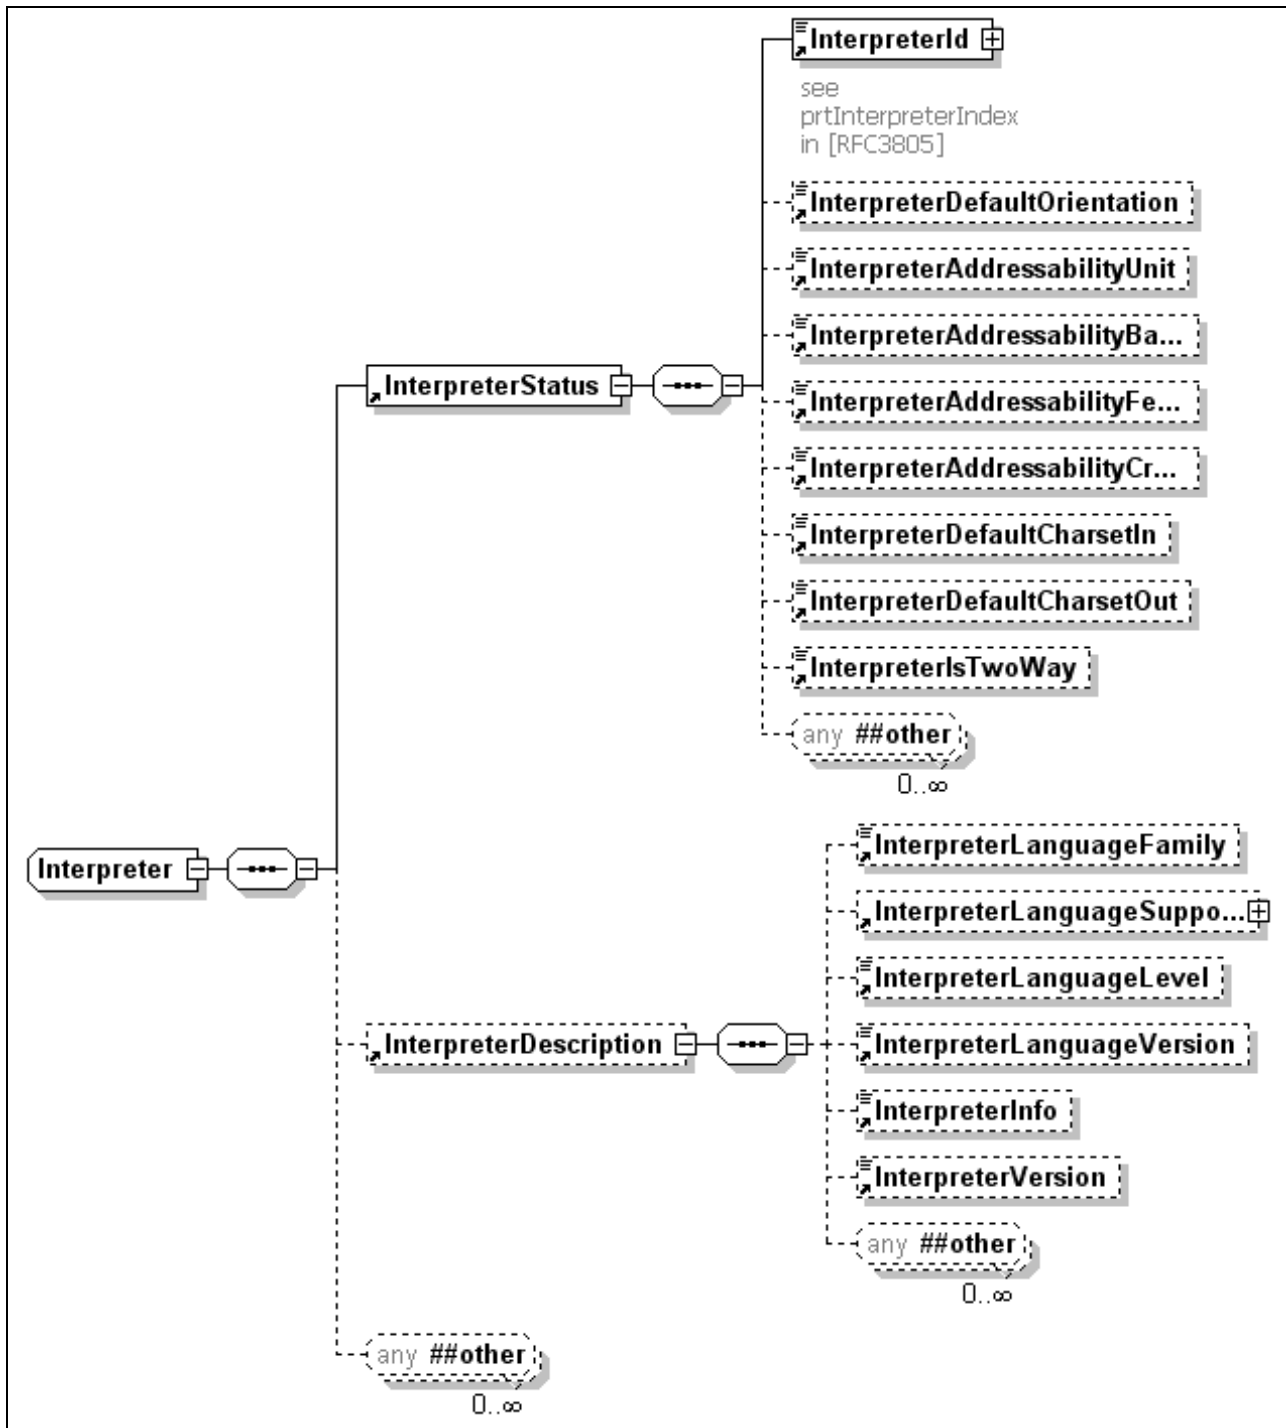 InterpreterId
see
prtInterpreterIndex
in [RFC3805]
InterpreterDefaultOrientation
InterpreterAddressabilityUnit
InterpreterAddressabilityBa...
InterpreterStatus
InterpreterAddressabilityFe...
InterpreterAddressabilityCr...
InterpreterDefaultCharsetIn
InterpreterDefaultCharsetOut
InterpreterIsTwoWay
any ##other
0..∞
Interpreter
InterpreterLanguageFamily
InterpreterLanguageSuppo...
InterpreterLanguageLevel
InterpreterDescription
InterpreterLanguageVersion
InterpreterInfo
InterpreterVersion
any ##other
0..∞
any ##other
0..∞